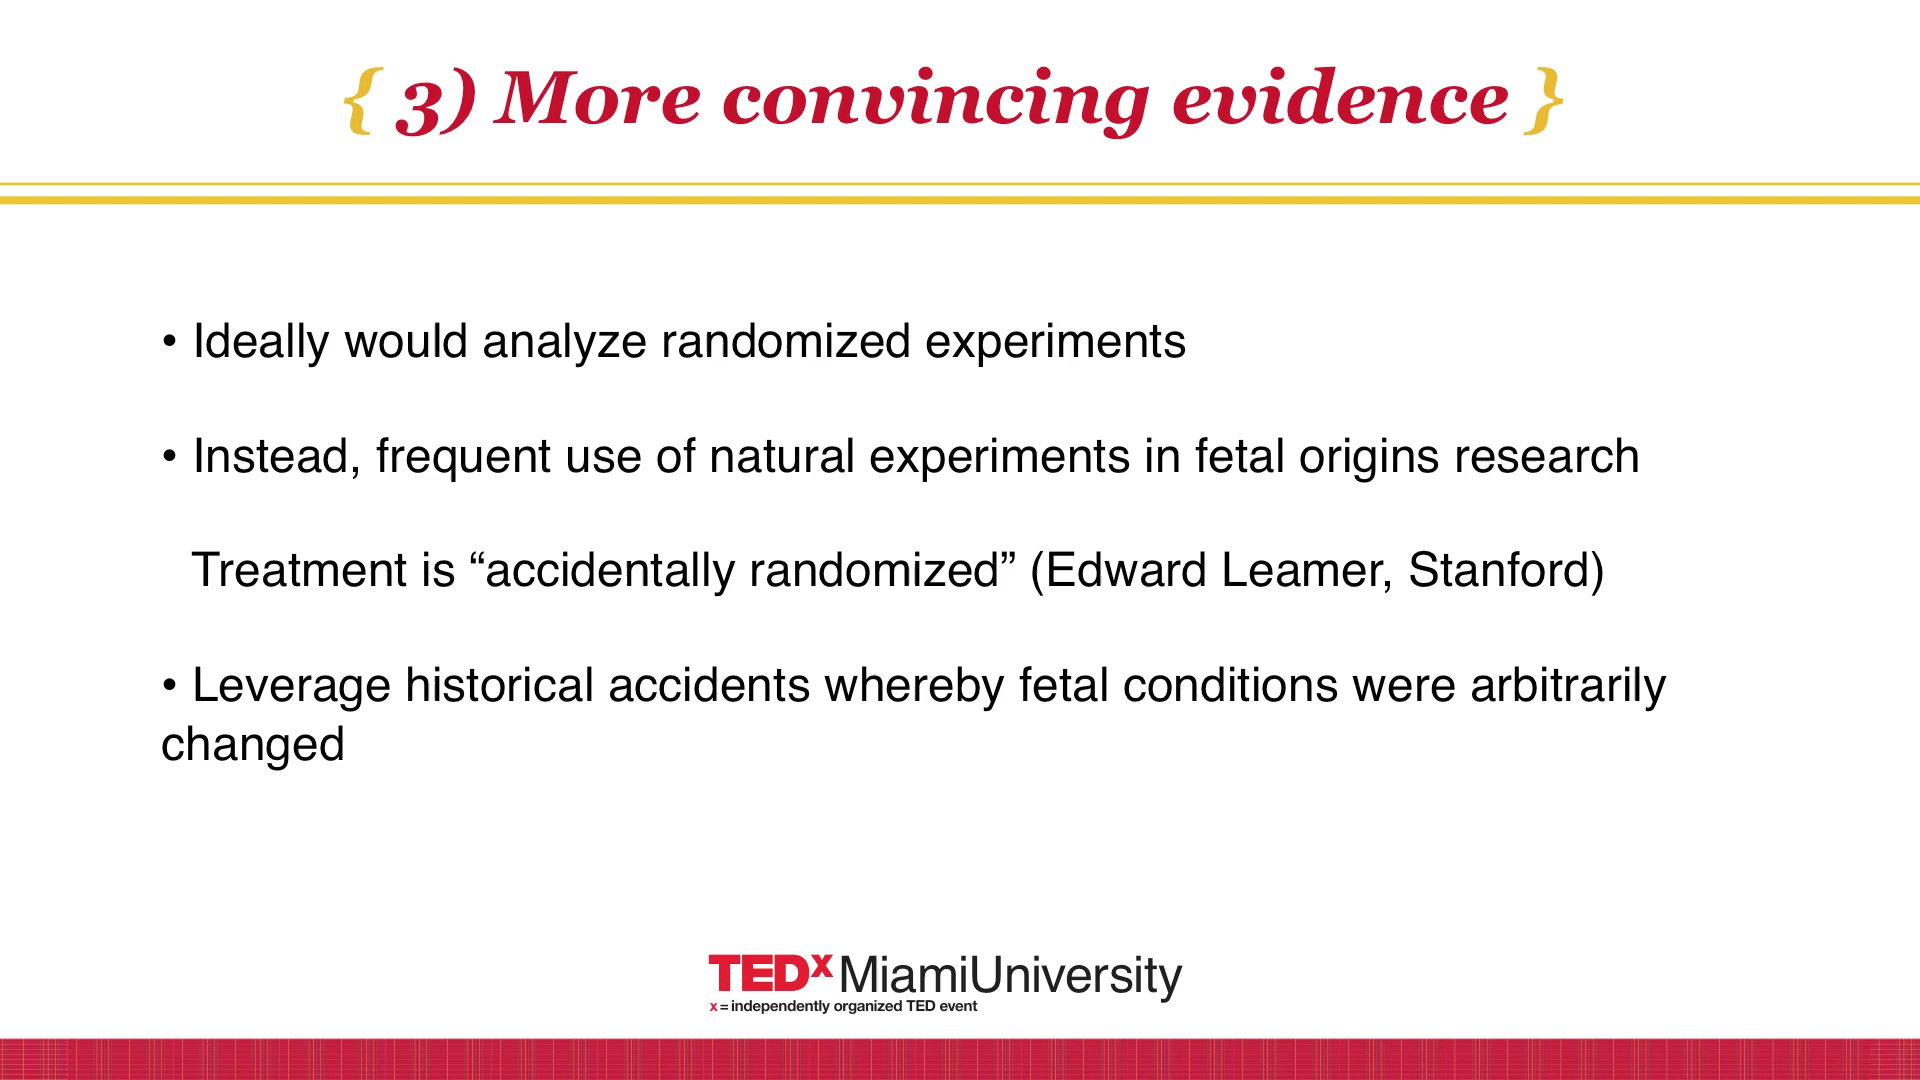 { 3) More convincing evidence }
• Ideally would analyze randomized experiments
• Instead, frequent use of natural experiments in fetal origins research
Treatment is “accidentally randomized” (Edward Leamer, Stanford)
• Leverage historical accidents whereby fetal conditions were arbitrarily
changed
TEDx MiamiUniversity
x = independently organized TED event